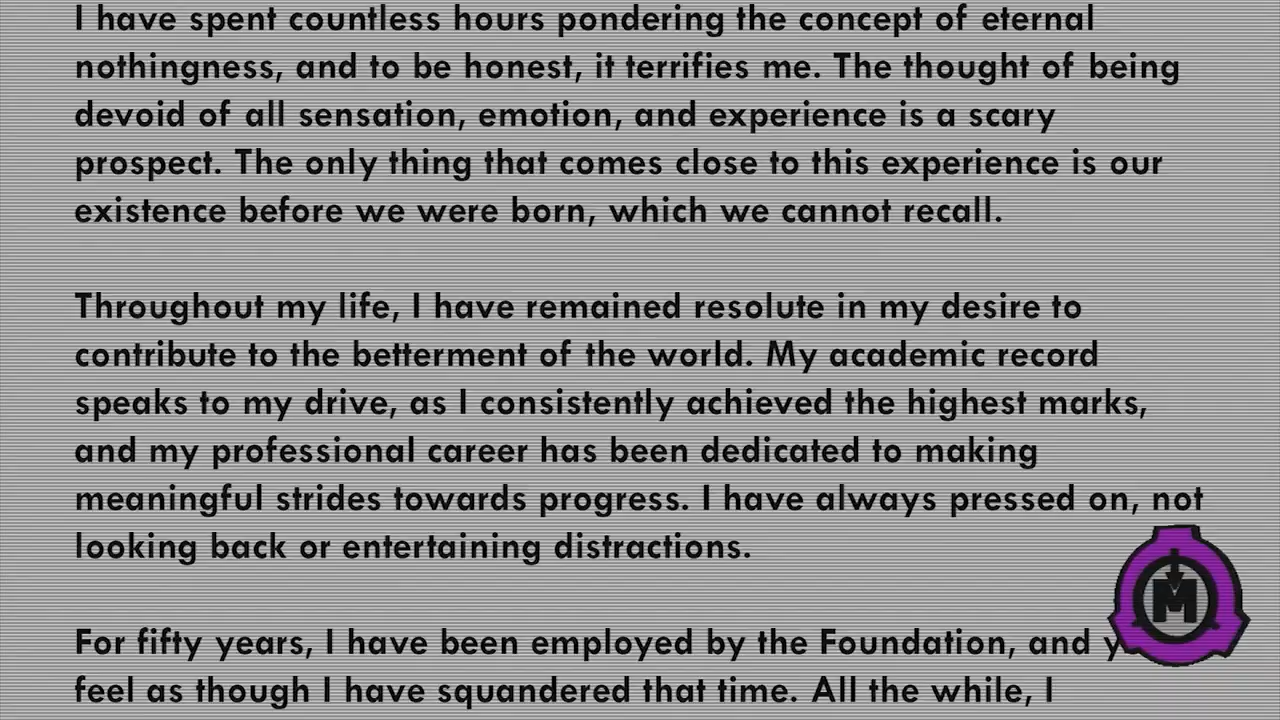 I have spent countless hours pondering the concept of eternal
nothingness, and to be honest, it terrifies me. The thought of being
devoid of all sensation, emotion, and experience is a scary
prospect. The only thing that comes close to this experience is our
existence before we were born, which we cannot recall.
Throughout my life, I have remained resolute in my desire to
contribute to the betterment of the world. My academic record
speaks to my drive, as I consistently achieved the highest marks,
and my professional career has been dedicated to making
meaningful strides towards progress. I have always pressed on, not
looking back or entertaining distractions.
M
For fifty years, I have been employed by the Foundation, and
feel as though I have squandered that time. All the while, I